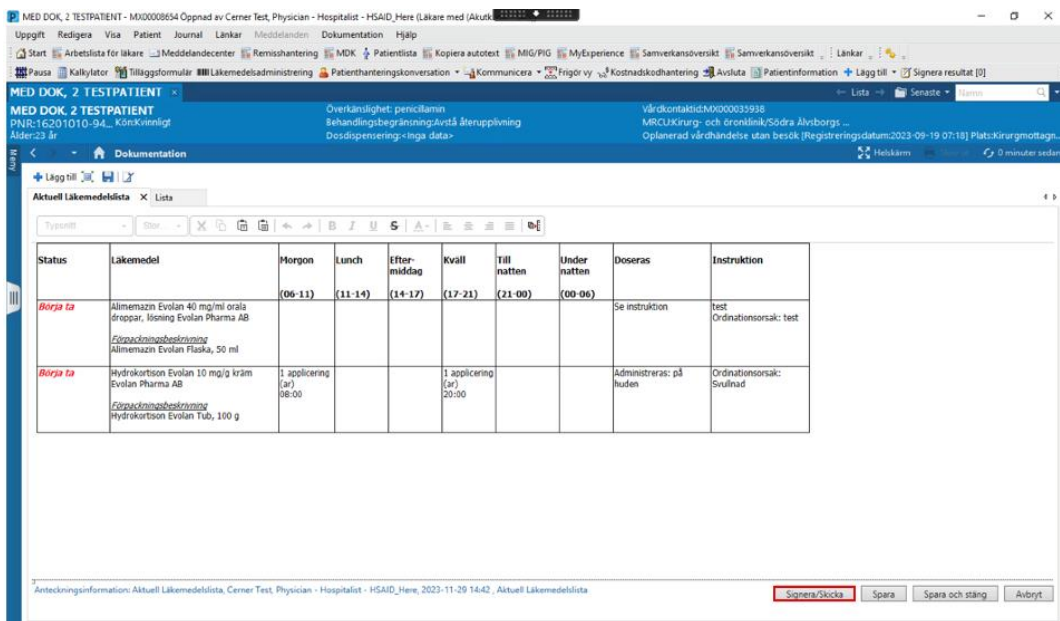 MED DOK, 2 TESTPATIENT - MX00008654 Öppnad av Cerner Test, Physician - Hospitalist - HSAID_Here (Läkare med (Akutk
Uppgift Redigera Visa Patient Journal Länkar Meddelanden Dokumentation Hjälp
Start Arbetslista för läkare Meddelandecenter Remisshantering MDK Patientlista Kopiera autotext MIG/PIG MyExperience Samverkansöversikt Samverkansöversikt Länkar
Pausa Kalkylator Tilläggsformulär Läkemedelsadministrering Patienthanteringskonversation Kommunicera Frigör vy Kostnadskodhantering Avsluta Patientinformation Lägg till Signera resultat [0]
MED DOK, 2 TESTPATIENT × Lista Senaste Namn
MED DOK, 2 TESTPATIENT Överkänslighet: penicillamin Vårdkontaktid:MX000035938
PNR:16201010-94... Kön:Kvinnligt Behandlingsbegränsning:Avstå återupplivning MRCU:Kirurg- och öronklinik/Södra Älvsborgs ...
Ålder:23 år Dosdispensering:<Inga data> Oplanerad vårdhändelse utan besök [Registreringsdatum:2023-09-19 07:18] Plats:Kirurgmottagn...
Meny
Dokumentation Helskärm 0 minuter sedan
Lägg till
Aktuell Läkemedelslista X Lista
Typsnitt Stor... B I U S A
Status Läkemedel Morgon Lunch Efter- Kväll Till Under Doseras Instruktion
middag natten natten
(06-11) (11-14) (14-17) (17-21) (21-00) (00-06)
Börja ta Alimemazin Evolan 40 mg/ml orala Se instruktion test
droppar, lösning Evolan Pharma AB Ordinationsorsak: test
Förpackningsbeskrivning
Alimemazin Evolan Flaska, 50 ml
Börja ta Hydrokortison Evolan 10 mg/g kräm 1 applicering 1 applicering Administreras: på Ordinationsorsak:
Evolan Pharma AB (ar) (ar) huden Svullnad
08:00 20:00
Förpackningsbeskrivning
Hydrokortison Evolan Tub, 100 g
Anteckningsinformation: Aktuell Läkemedelslista, Cerner Test, Physician - Hospitalist - HSAID_Here, 2023-11-29 14:42 , Aktuell Läkemedelslista
Signera/Skicka Spara Spara och stäng Avbryt